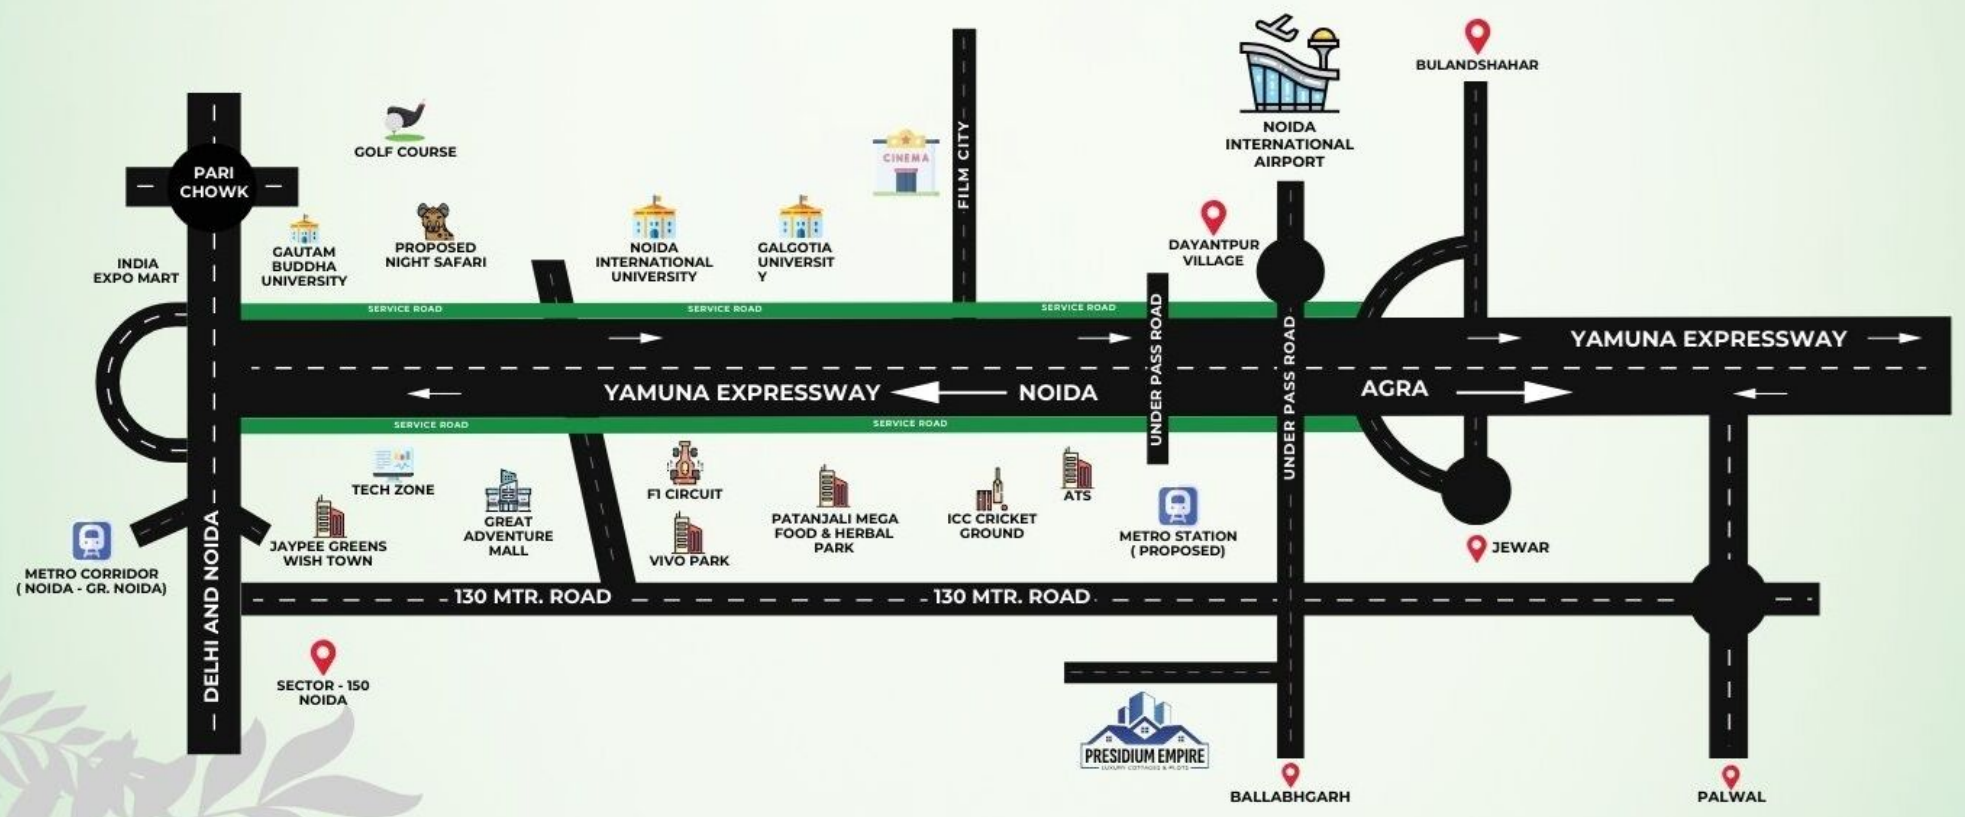 BULANDSHAHAR
NOIDA
INTERNATIONAL
AIRPORT
GOLF COURSE
CINEMA
FILM CITY
PARI
CHOWK
GAUTAM
BUDDHA
UNIVERSITY
PROPOSED
NIGHT SAFARI
NOIDA
INTERNATIONAL
UNIVERSITY
GALGOTIA
UNIVERSIT
Y
DAYANTPUR
VILLAGE
INDIA
EXPO MART
SERVICE ROAD
SERVICE ROAD
SERVICE ROAD
YAMUNA EXPRESSWAY
YAMUNA EXPRESSWAY
NOIDA
UNDER PASS ROAD
UNDER PASS ROAD
AGRA
SERVICE ROAD
SERVICE ROAD
TECH ZONE
JAYPEE GREENS
WISH TOWN
GREAT
ADVENTURE
MALL
F1 CIRCUIT
VIVO PARK
PATANJALI MEGA
FOOD & HERBAL
PARK
ICC CRICKET
GROUND
ATS
METRO STATION
( PROPOSED)
JEWAR
METRO CORRIDOR
( NOIDA - GR. NOIDA)
DELHI AND NOIDA
130 MTR. ROAD
130 MTR. ROAD
SECTOR - 150
NOIDA
PRESIDIUM EMPIRE
LUXURY COTTAGES & PLOTS
BALLABHGARH
PALWAL